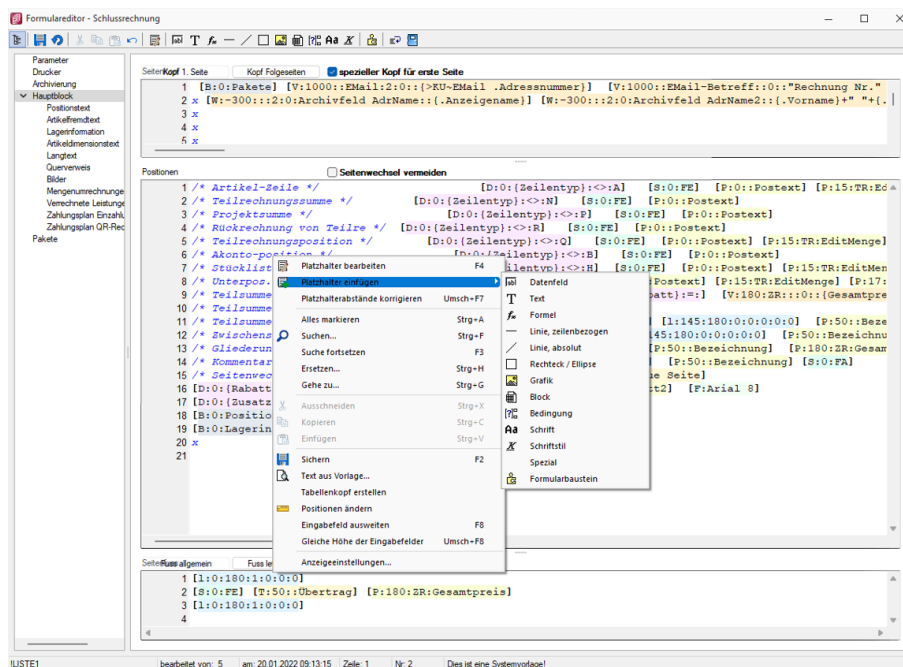 Formulareditor - Schlussrechnung
Parameter
Drucker
Archivierung
Hauptblock
Positionstext
Artikelfremdtext
Lagerinfomation
Artikeldimensionstext
Langtext
Querverweis
Bilder
Mengenumrechnunge
Verrechnete Leistunge
Zahlungsplan Einzahlu
Zahlungsplan QR-Rec
Pakete
Kopf 1. Seite Kopf Folgeseiten spezieller Kopf für erste Seite
1 [B:0:Pakete] [V:1000::EMail:2:0::{>KU~EMail .Adressnummer}] [V:1000::EMail-Betreff::0::"Rechnung Nr."
2 x [W:-300:::2:0:Archivfeld AdrName::{.Anzeigename}] [W:-300:::2:0:Archivfeld AdrName2::{.Vorname}+" "+{.
3 x
4 x
5 x
Positionen Seitenwechsel vermeiden
1 /* Artikel-Zeile */ [D:0:{Zeilentyp}:<>:A] [S:0:FE] [P:0::Postext] [P:15:TR:Ed
2 /* Teilrechnungssumme */ [D:0:{Zeilentyp}:<>:N] [S:0:FE] [P:0::Postext]
3 /* Projektsumme */ [D:0:{Zeilentyp}:<>:P] [S:0:FE] [P:0::Postext]
4 /* Rückrechnung von Teilre */ [D:0:{Zeilentyp}:<>:R] [S:0:FE] [P:0::Postext]
5 /* Teilrechnungsposition */ [D:0:{Zeilentyp}:<>:Q] [S:0:FE] [P:0::Postext] [P:15:TR:EditMenge]
6 /* Akonto-position */ [D:0:{Zeilentyp}:<>:B] [S:0:FE] [P:0::Postext]
7 /* Stücklist ilentyp}:<>:H] [S:0:FE] [P:0::Postext] [P:15:TR:EditMen
8 /* Unterpos. Postext] [P:15:TR:EditMenge] [P:17:
9 /* Teilsumme batt}:=:] [V:180:ZR:::0::{Gesamtpre
10 /* Teilsumme
11 /* Teilsumme [l:145:180:0:0:0:0:0] [P:50::Beze
12 /* Zwischens 45:180:0:0:0:0:0] [P:50::Bezeichnu
13 /* Gliederun [P:50::Bezeichnung] [P:180:ZR:Gesam
14 /* Kommentar [P:50::Bezeichnung] [S:0:FA]
15 /* Seitenwec ue Seite]
16 [D:0:{Rabatt tt2] [F:Arial 8]
17 [D:0:{Zusatz
18 [B:0:Positio
19 [B:0:Lagerin
20 x
21
Platzhalter bearbeiten F4
Platzhalter einfügen
Platzhalterabstände korrigieren Umsch+F7
Alles markieren Strg+A
Suchen... Strg+F
Suche fortsetzen F3
Ersetzen... Strg+H
Gehe zu... Strg+G
Ausschneiden Strg+X
Kopieren Strg+C
Einfügen Strg+V
Sichern F2
Text aus Vorlage...
Tabellenkopf erstellen
Positionen ändern
Eingabefeld ausweiten F8
Gleiche Höhe der Eingabefelder Umsch+F8
Anzeigeeinstellungen...
Datenfeld
Text
Formel
Linie, zeilenbezogen
Linie, absolut
Rechteck / Ellipse
Grafik
Block
Bedingung
Schrift
Schriftstil
Spezial
Formularbaustein
Fuss allgemein Fuss le
1 [l:0:180:1:0:0:0]
2 [S:0:FE] [T:50::Übertrag] [P:180:ZR:Gesamtpreis]
3 [l:0:180:1:0:0:0]
4
!LISTE1 bearbeitet von: 5 am: 20.01.2022 09:13:15 Zeile: 1 Nr.: 2 Dies ist eine Systemvorlage!